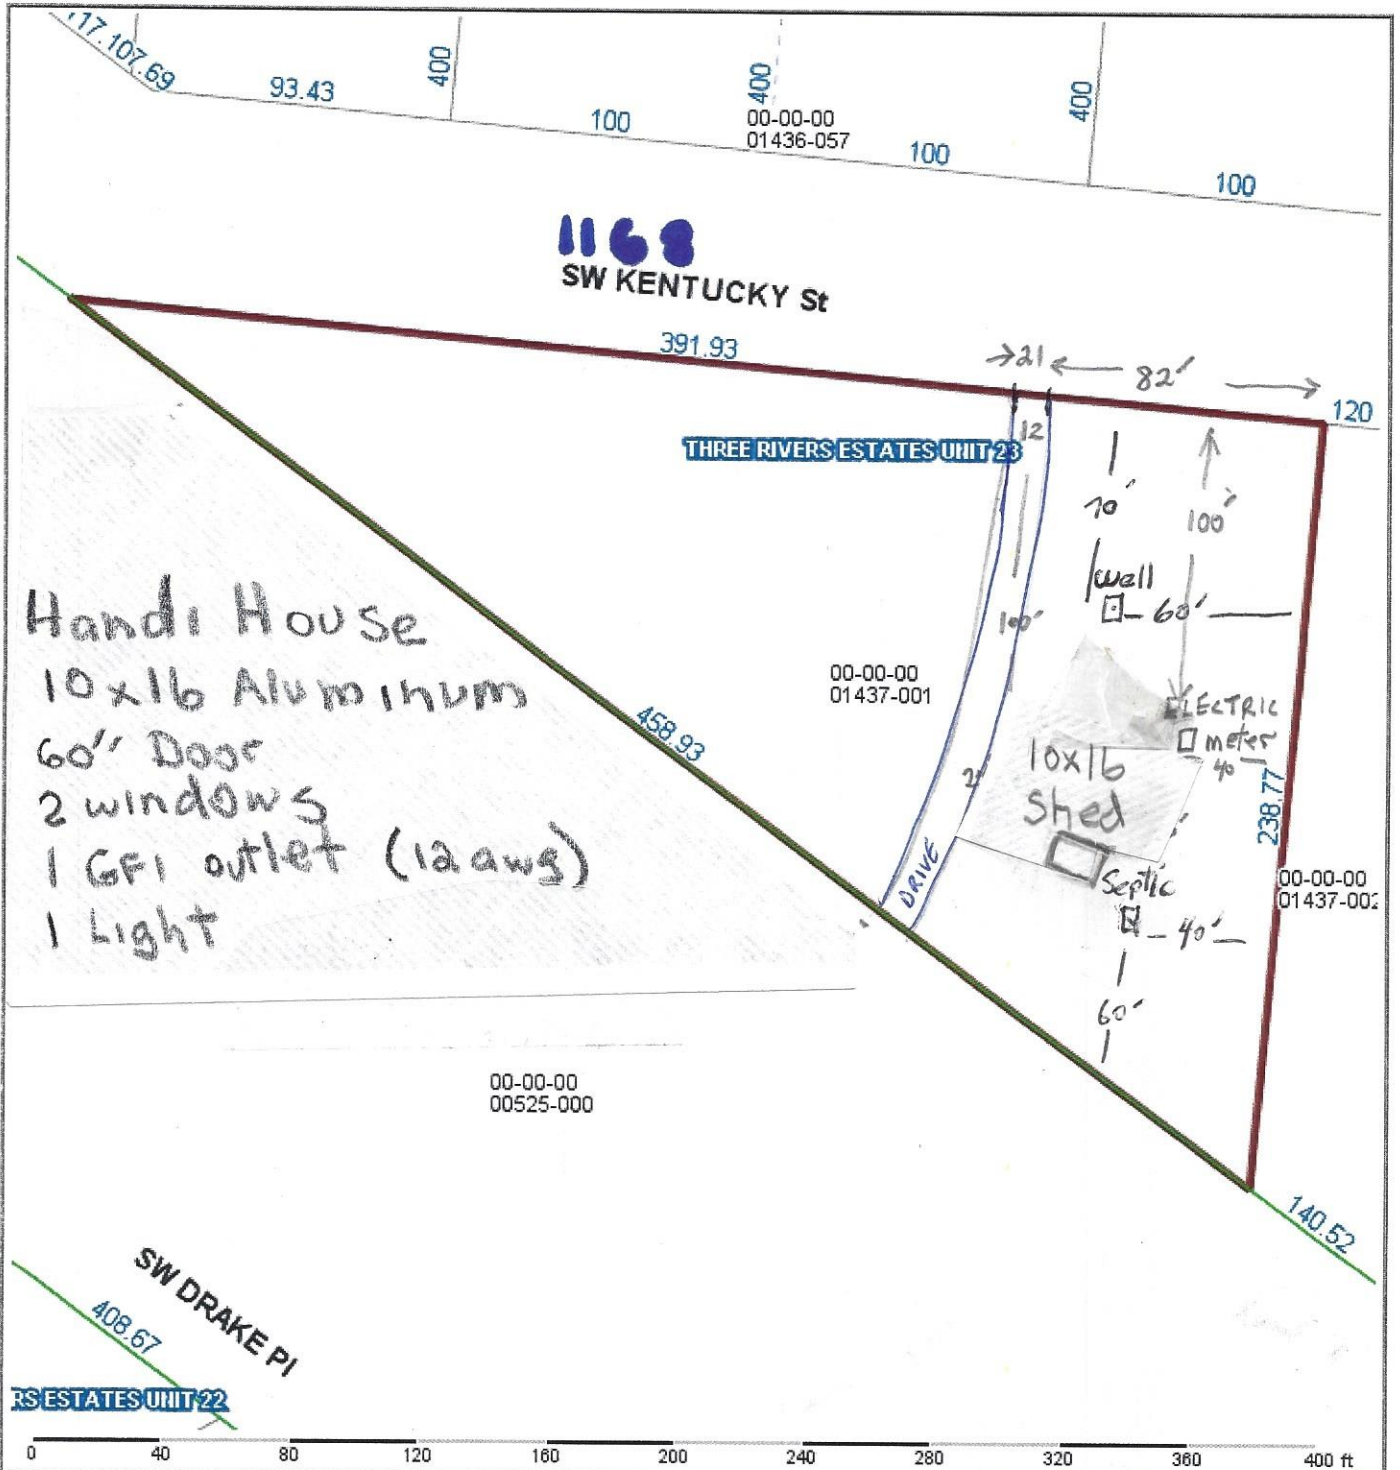 117.107.69
93.43
400
100
400
00-00-00
01436-057
100
400
100
1168
SW KENTUCKY St
391.93
21
82'
120
THREE RIVERS ESTATES UNIT 23
12
70'
100'
well
60'
100'
00-00-00
01437-001
ELECTRIC
meter
40
458.93
10x16
Shed
238.77
DRIVE
Septic
40'
60'
00-00-00
01437-002
Handi House
10x16 Aluminum
60" Door
2 windows
1 GFI outlet (12 awg)
1 Light
00-00-00
00525-000
140.52
SW DRAKE Pl
408.67
RS ESTATES UNIT 22
0 40 80 120 160 200 240 280 320 360 400 ft